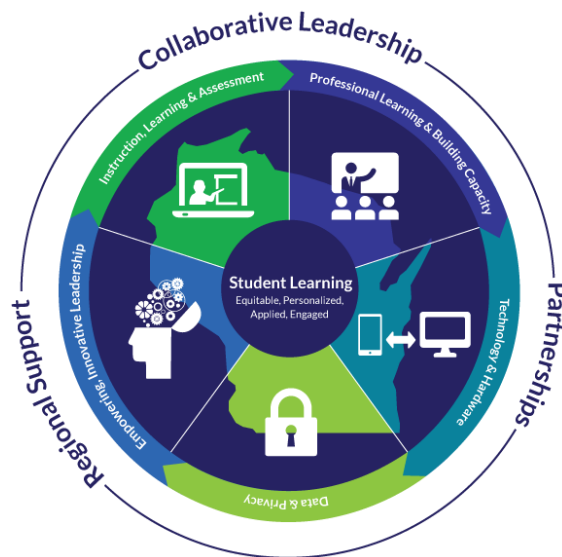 Collaborative Leadership
Instruction, Learning & Assessment
Professional Learning & Building Capacity
Student Learning
Equitable, Personalized,
Applied, Engaged
Empowering, Innovative Leadership
Technology & Hardware
Regional Support
Partnerships
Data & Privacy